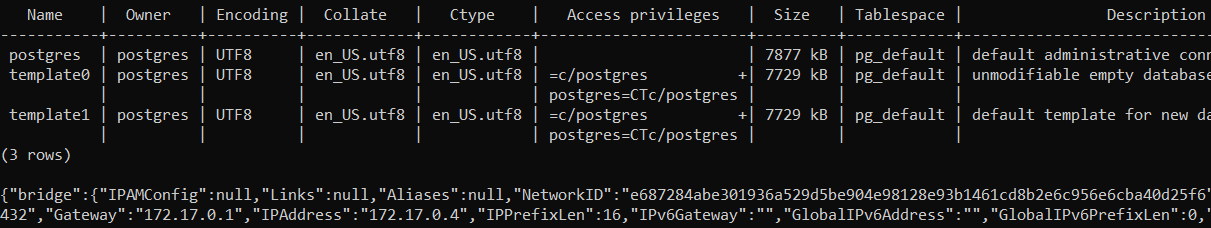 Name    |  Owner   | Encoding |  Collate   |   Ctype    |   Access privileges   |  Size   | Tablespace |                Description
-----------+----------+----------+------------+------------+-----------------------+---------+------------+--------------------------
 postgres  | postgres | UTF8     | en_US.utf8 | en_US.utf8 |                       | 7877 kB | pg_default | default administrative conn
 template0 | postgres | UTF8     | en_US.utf8 | en_US.utf8 | =c/postgres          +| 7729 kB | pg_default | unmodifiable empty database
           |          |          |            |            | postgres=CTc/postgres |         |            |
 template1 | postgres | UTF8     | en_US.utf8 | en_US.utf8 | =c/postgres          +| 7729 kB | pg_default | default template for new da
           |          |          |            |            | postgres=CTc/postgres |         |            |
(3 rows)

{"bridge":{"IPAMConfig":null,"Links":null,"Aliases":null,"NetworkID":"e687284abe301936a529d5be904e98128e93b1461cd8b2e6c956e6cba40d25f6"
432","Gateway":"172.17.0.1","IPAddress":"172.17.0.4","IPPrefixLen":16,"IPv6Gateway":"","GlobalIPv6Address":"","GlobalIPv6PrefixLen":0,"